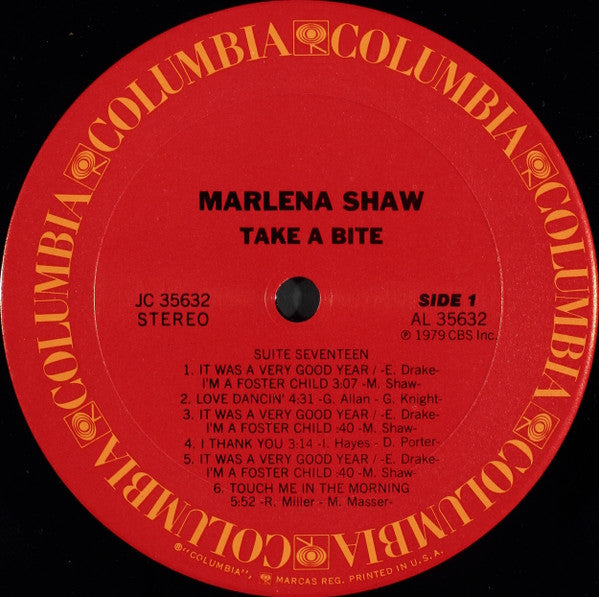 COLUMBIA COLUMBIA COLUMBIA COLUMBIA COLUMBIA COLUMBIA
MARLENA SHAW
TAKE A BITE
JC 35632
STEREO
SIDE 1
AL 35632
℗ 1979 CBS Inc.
SUITE SEVENTEEN
1. IT WAS A VERY GOOD YEAR / -E. Drake-
I'M A FOSTER CHILD 3:07 -M. Shaw-
2. LOVE DANCIN' 4:31 -G. Allan - G. Knight-
3. IT WAS A VERY GOOD YEAR / -E. Drake-
I'M A FOSTER CHILD :40 -M. Shaw-
4. I THANK YOU 3:14 -I. Hayes - D. Porter-
5. IT WAS A VERY GOOD YEAR / -E. Drake-
I'M A FOSTER CHILD :40 -M. Shaw-
6. TOUCH ME IN THE MORNING
5:52 -R. Miller - M. Masser-
®"COLUMBIA", MARCAS REG. PRINTED IN U.S.A.